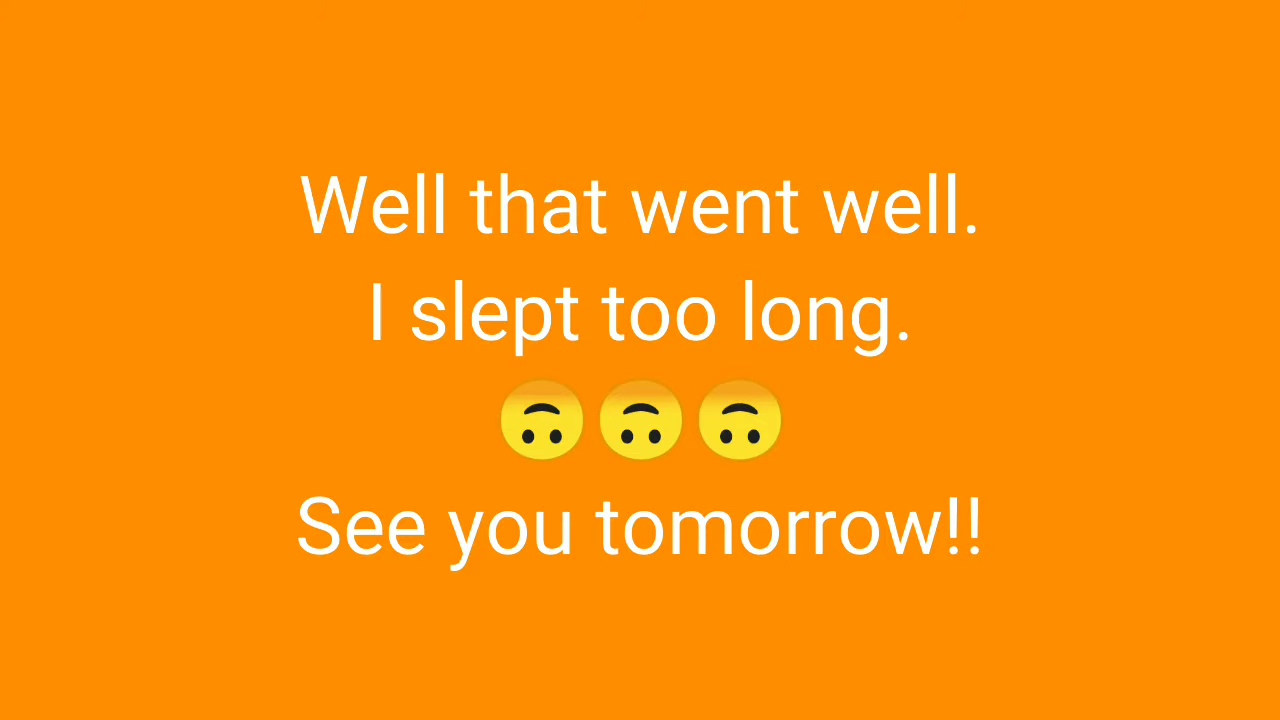 Well that went well.
I slept too long.
🙃🙃🙃
See you tomorrow!!